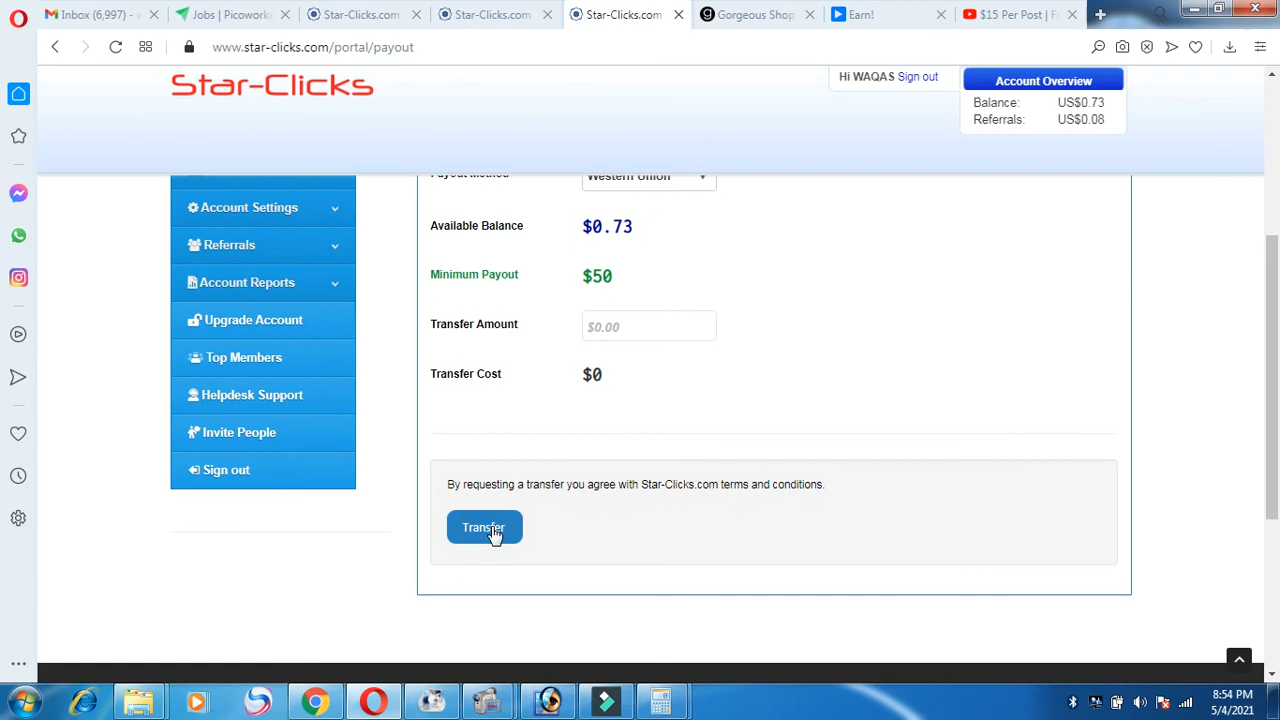 Inbox (6,997) - v
Jobs | Picowork
Star-Clicks.com
Star-Clicks.com
Star-Clicks.com
Gorgeous Shop
Earn!
$15 Per Post | F
www.star-clicks.com/portal/payout
Star-Clicks
Hi WAQAS Sign out
Account Overview
Balance: US$0.73
Referrals: US$0.08
Payout Method Western Union
Account Settings
Available Balance $0.73
Referrals
Minimum Payout $50
Account Reports
Upgrade Account
Transfer Amount $0.00
Top Members
Transfer Cost $0
Helpdesk Support
Invite People
Sign out
By requesting a transfer you agree with Star-Clicks.com terms and conditions.
Transfer
8:54 PM
5/4/2021